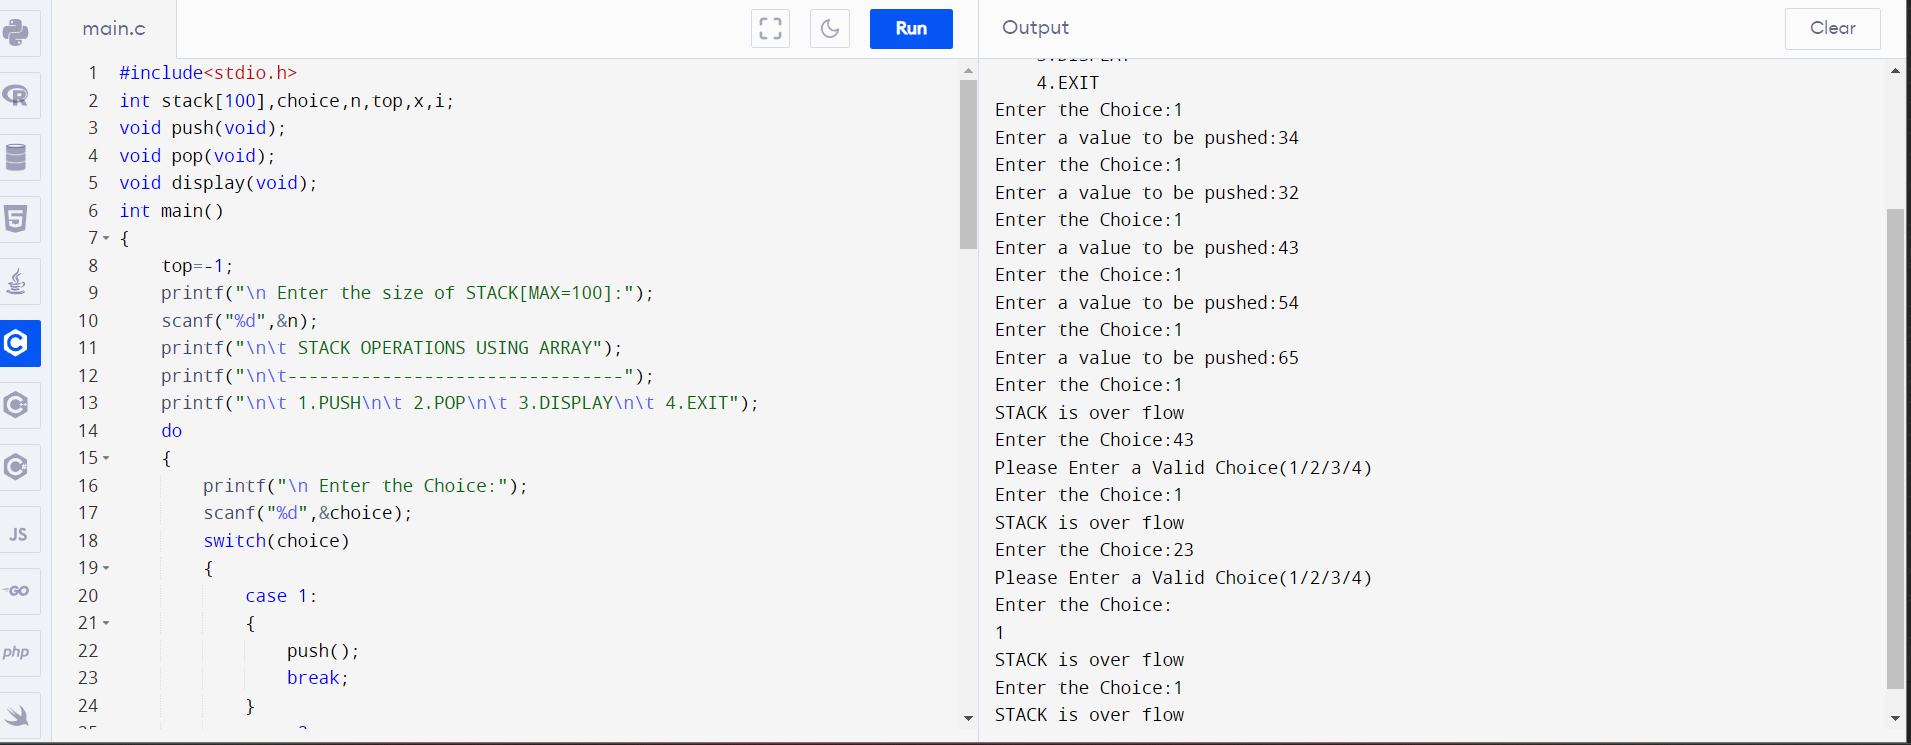 main.c
Run
1 #include<stdio.h>
2 int stack[100],choice,n,top,x,i;
3 void push(void);
4 void pop(void);
5 void display(void);
6 int main()
7 {
8 top=-1;
9 printf("\n Enter the size of STACK[MAX=100]:");
10 scanf("%d",&n);
11 printf("\n\t STACK OPERATIONS USING ARRAY");
12 printf("\n\t--------------------------------");
13 printf("\n\t 1.PUSH\n\t 2.POP\n\t 3.DISPLAY\n\t 4.EXIT");
14 do
15 {
16 printf("\n Enter the Choice:");
17 scanf("%d",&choice);
18 switch(choice)
19 {
20 case 1:
21 {
22 push();
23 break;
24 }
JS
GO
php
Output
Clear
4.EXIT
Enter the Choice:1
Enter a value to be pushed:34
Enter the Choice:1
Enter a value to be pushed:32
Enter the Choice:1
Enter a value to be pushed:43
Enter the Choice:1
Enter a value to be pushed:54
Enter the Choice:1
Enter a value to be pushed:65
Enter the Choice:1
STACK is over flow
Enter the Choice:43
Please Enter a Valid Choice(1/2/3/4)
Enter the Choice:1
STACK is over flow
Enter the Choice:23
Please Enter a Valid Choice(1/2/3/4)
Enter the Choice:
1
STACK is over flow
Enter the Choice:1
STACK is over flow